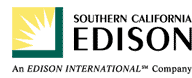 SOUTHERN CALIFORNIA
EDISON
An EDISON INTERNATIONAL℠ Company